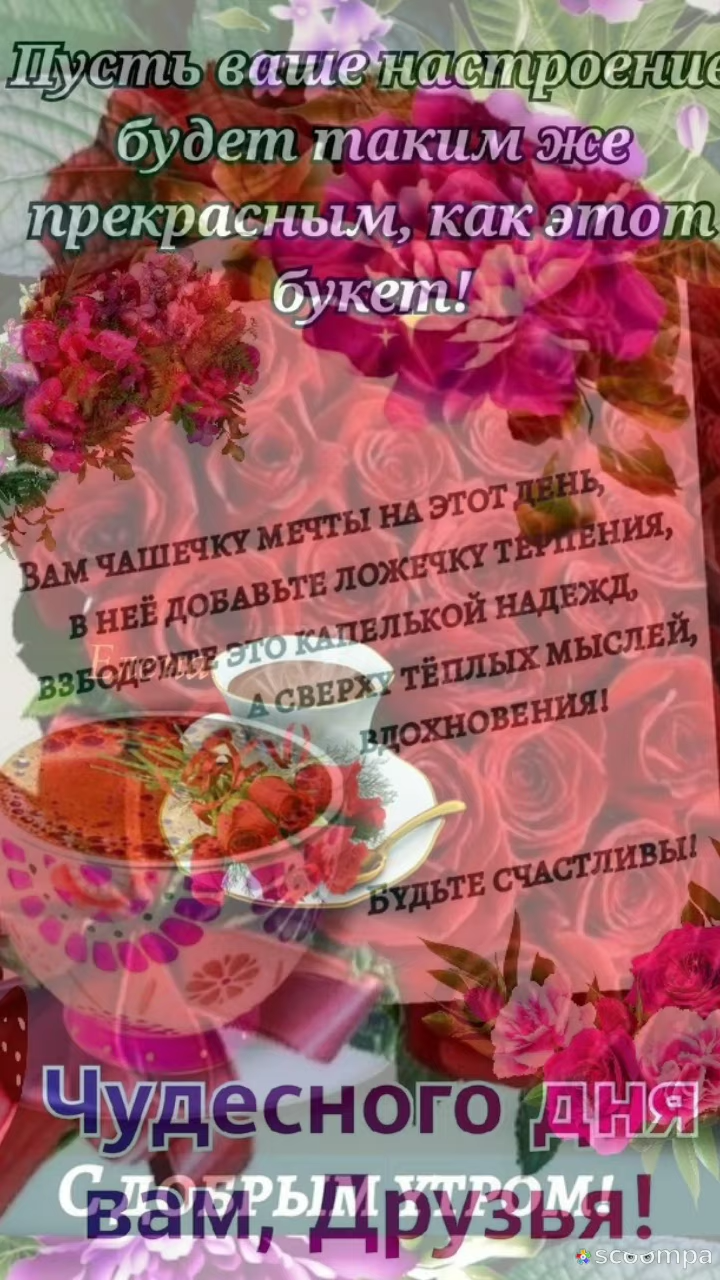 Пусть ваше настроение
будет таким же
прекрасным, как этот
букет!
ВАМ ЧАШЕЧКУ МЕЧТЫ НА ЭТОТ ДЕНЬ,
В НЕЁ ДОБАВЬТЕ ЛОЖЕЧКУ ТЕРПЕНИЯ,
ВЗБОДРИТЕ ЭТО КАПЕЛЬКОЙ НАДЕЖД,
А СВЕРХУ ТЁПЛЫХ МЫСЛЕЙ,
ВДОХНОВЕНИЯ!
БУДЬТЕ СЧАСТЛИВЫ!
Чудесного дня
С ДОБРЫМ УТРОМ!
вам, Друзья!
scoompa